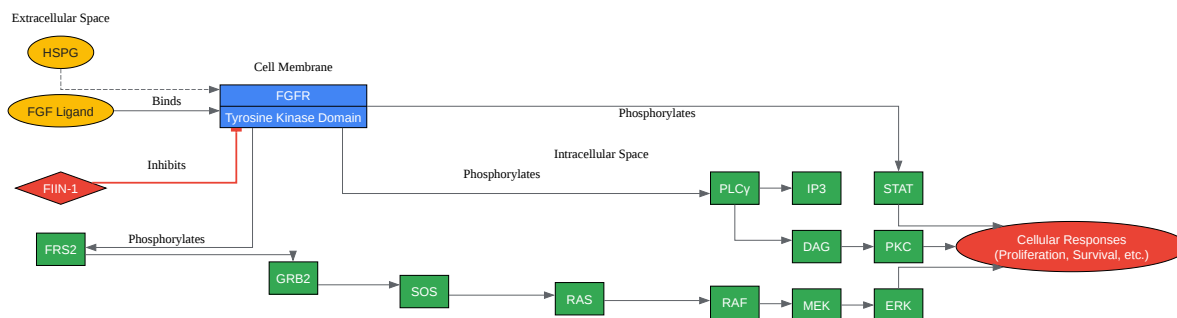 Extracellular Space
HSPG
Cell Membrane
FGFR
FGF Ligand
Binds
Tyrosine Kinase Domain
Phosphorylates
Intracellular Space
Inhibits
Phosphorylates
FIIN-1
PLCγ
IP3
STAT
Phosphorylates
FRS2
DAG
PKC
Cellular Responses
(Proliferation, Survival, etc.)
GRB2
SOS
RAS
RAF
MEK
ERK